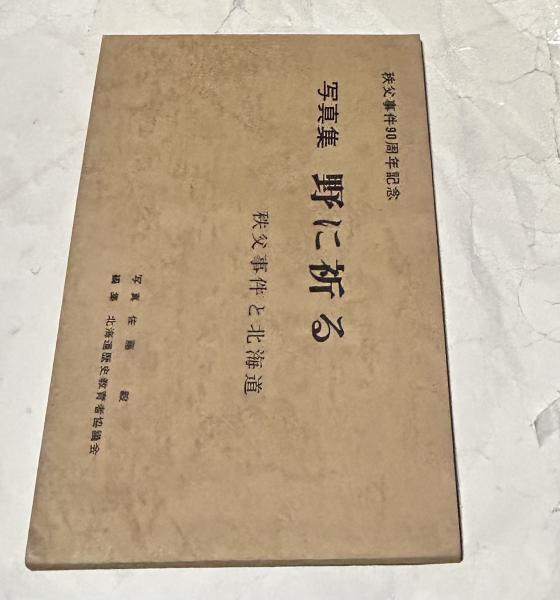 秩父事件90周年記念
写真集 野に祈る
秩父事件と北海道
写真 佐藤 毅
編集 北海道歴史教育者協議会